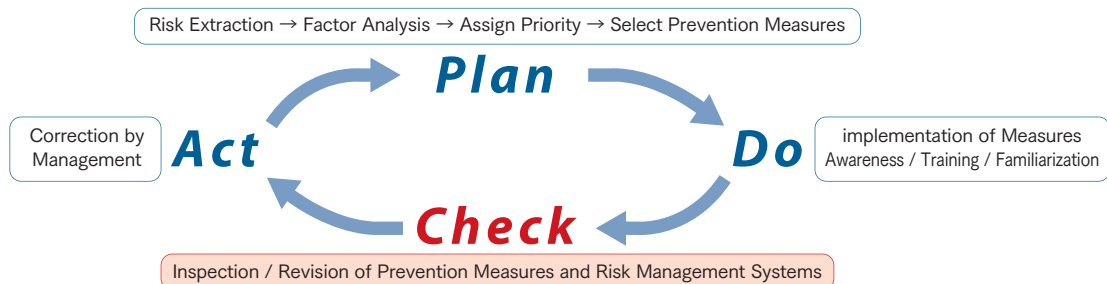 Risk Extraction → Factor Analysis → Assign Priority → Select Prevention Measures
Plan
Correction by
Management
Act
Do
implementation of Measures
Awareness / Training / Familiarization
Check
Inspection / Revision of Prevention Measures and Risk Management Systems